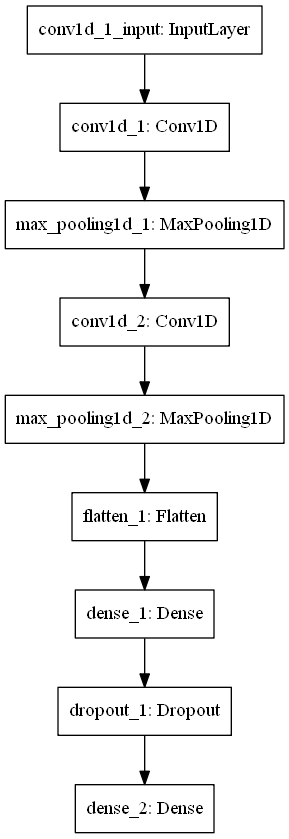 conv1d_1_input: InputLayer
conv1d_1: Conv1D
max_pooling1d_1: MaxPooling1D
conv1d_2: Conv1D
max_pooling1d_2: MaxPooling1D
flatten_1: Flatten
dense_1: Dense
dropout_1: Dropout
dense_2: Dense